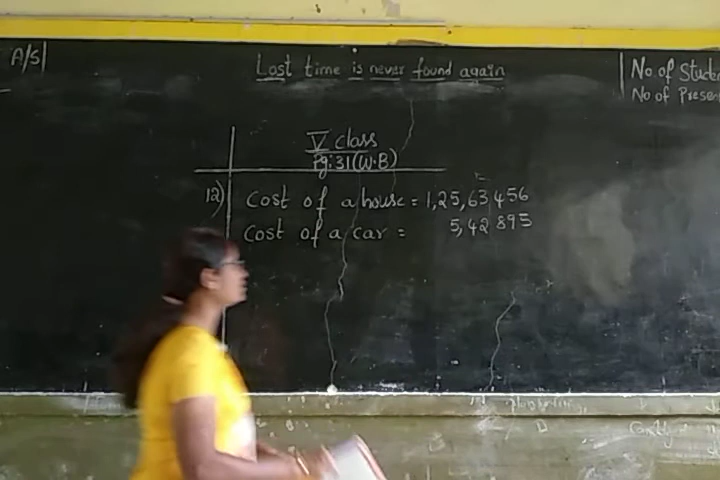 A/S
Lost time is never found again
No of Stude
No of Presen
V class
Pg:31(W.B)
12) Cost of a house = 1,25,63,456
Cost of a car = 5,42 895